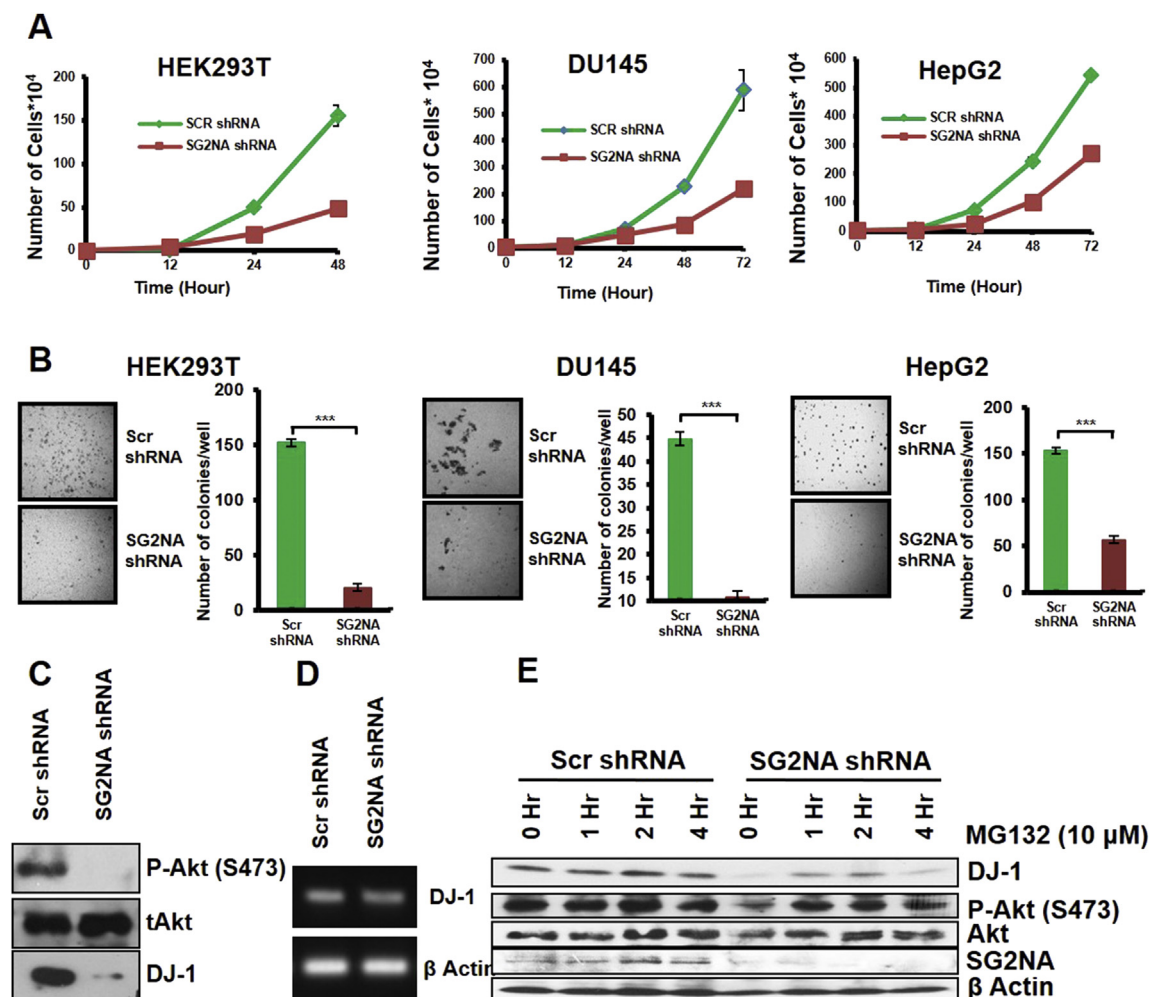 A
HEK293T
Number of Cells*10⁴
200
150
100
50
0
SCR shRNA
SG2NA shRNA
0 12 24 48
Time (Hour)
DU145
Number of Cells* 10⁴
700
600
500
400
300
200
100
0
SCR shRNA
SG2NA shRNA
0 12 24 48 72
Time (Hour)
HepG2
Number of Cells* 10⁴
600
500
400
300
200
100
0
SCR shRNA
SG2NA shRNA
0 12 24 48 72
Time (Hour)
B
HEK293T
Scr
shRNA
SG2NA
shRNA
Number of colonies/well
200
150
100
50
0
***
Scr
shRNA
SG2NA
shRNA
DU145
Scr
shRNA
SG2NA
shRNA
Number of colonies/well
50
45
40
35
30
25
20
15
10
***
Scr
shRNA
SG2NA
shRNA
HepG2
Scr
shRNA
SG2NA
shRNA
Number of colonies/well
200
150
100
50
0
***
Scr
shRNA
SG2NA
shRNA
C
Scr shRNA
SG2NA shRNA
P-Akt (S473)
tAkt
DJ-1
D
Scr shRNA
SG2NA shRNA
DJ-1
β Actin
E
Scr shRNA SG2NA shRNA
0 Hr 1 Hr 2 Hr 4 Hr 0 Hr 1 Hr 2 Hr 4 Hr
MG132 (10 µM)
DJ-1
P-Akt (S473)
Akt
SG2NA
β Actin